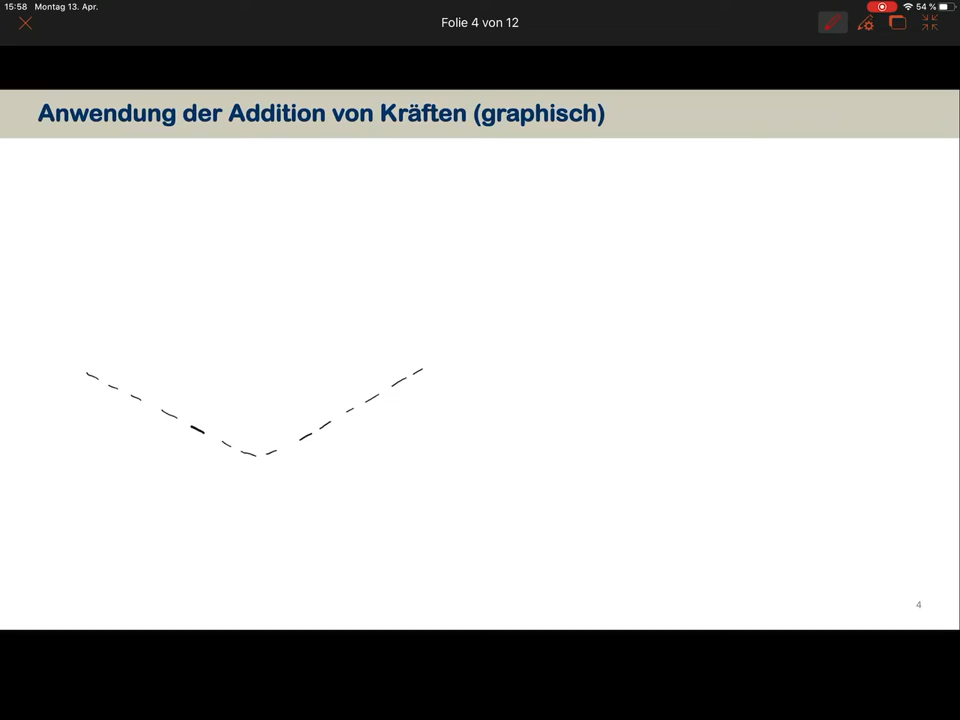 15:58 Montag 13. Apr.
54 %
Folie 4 von 12
Anwendung der Addition von Kräften (graphisch)
4